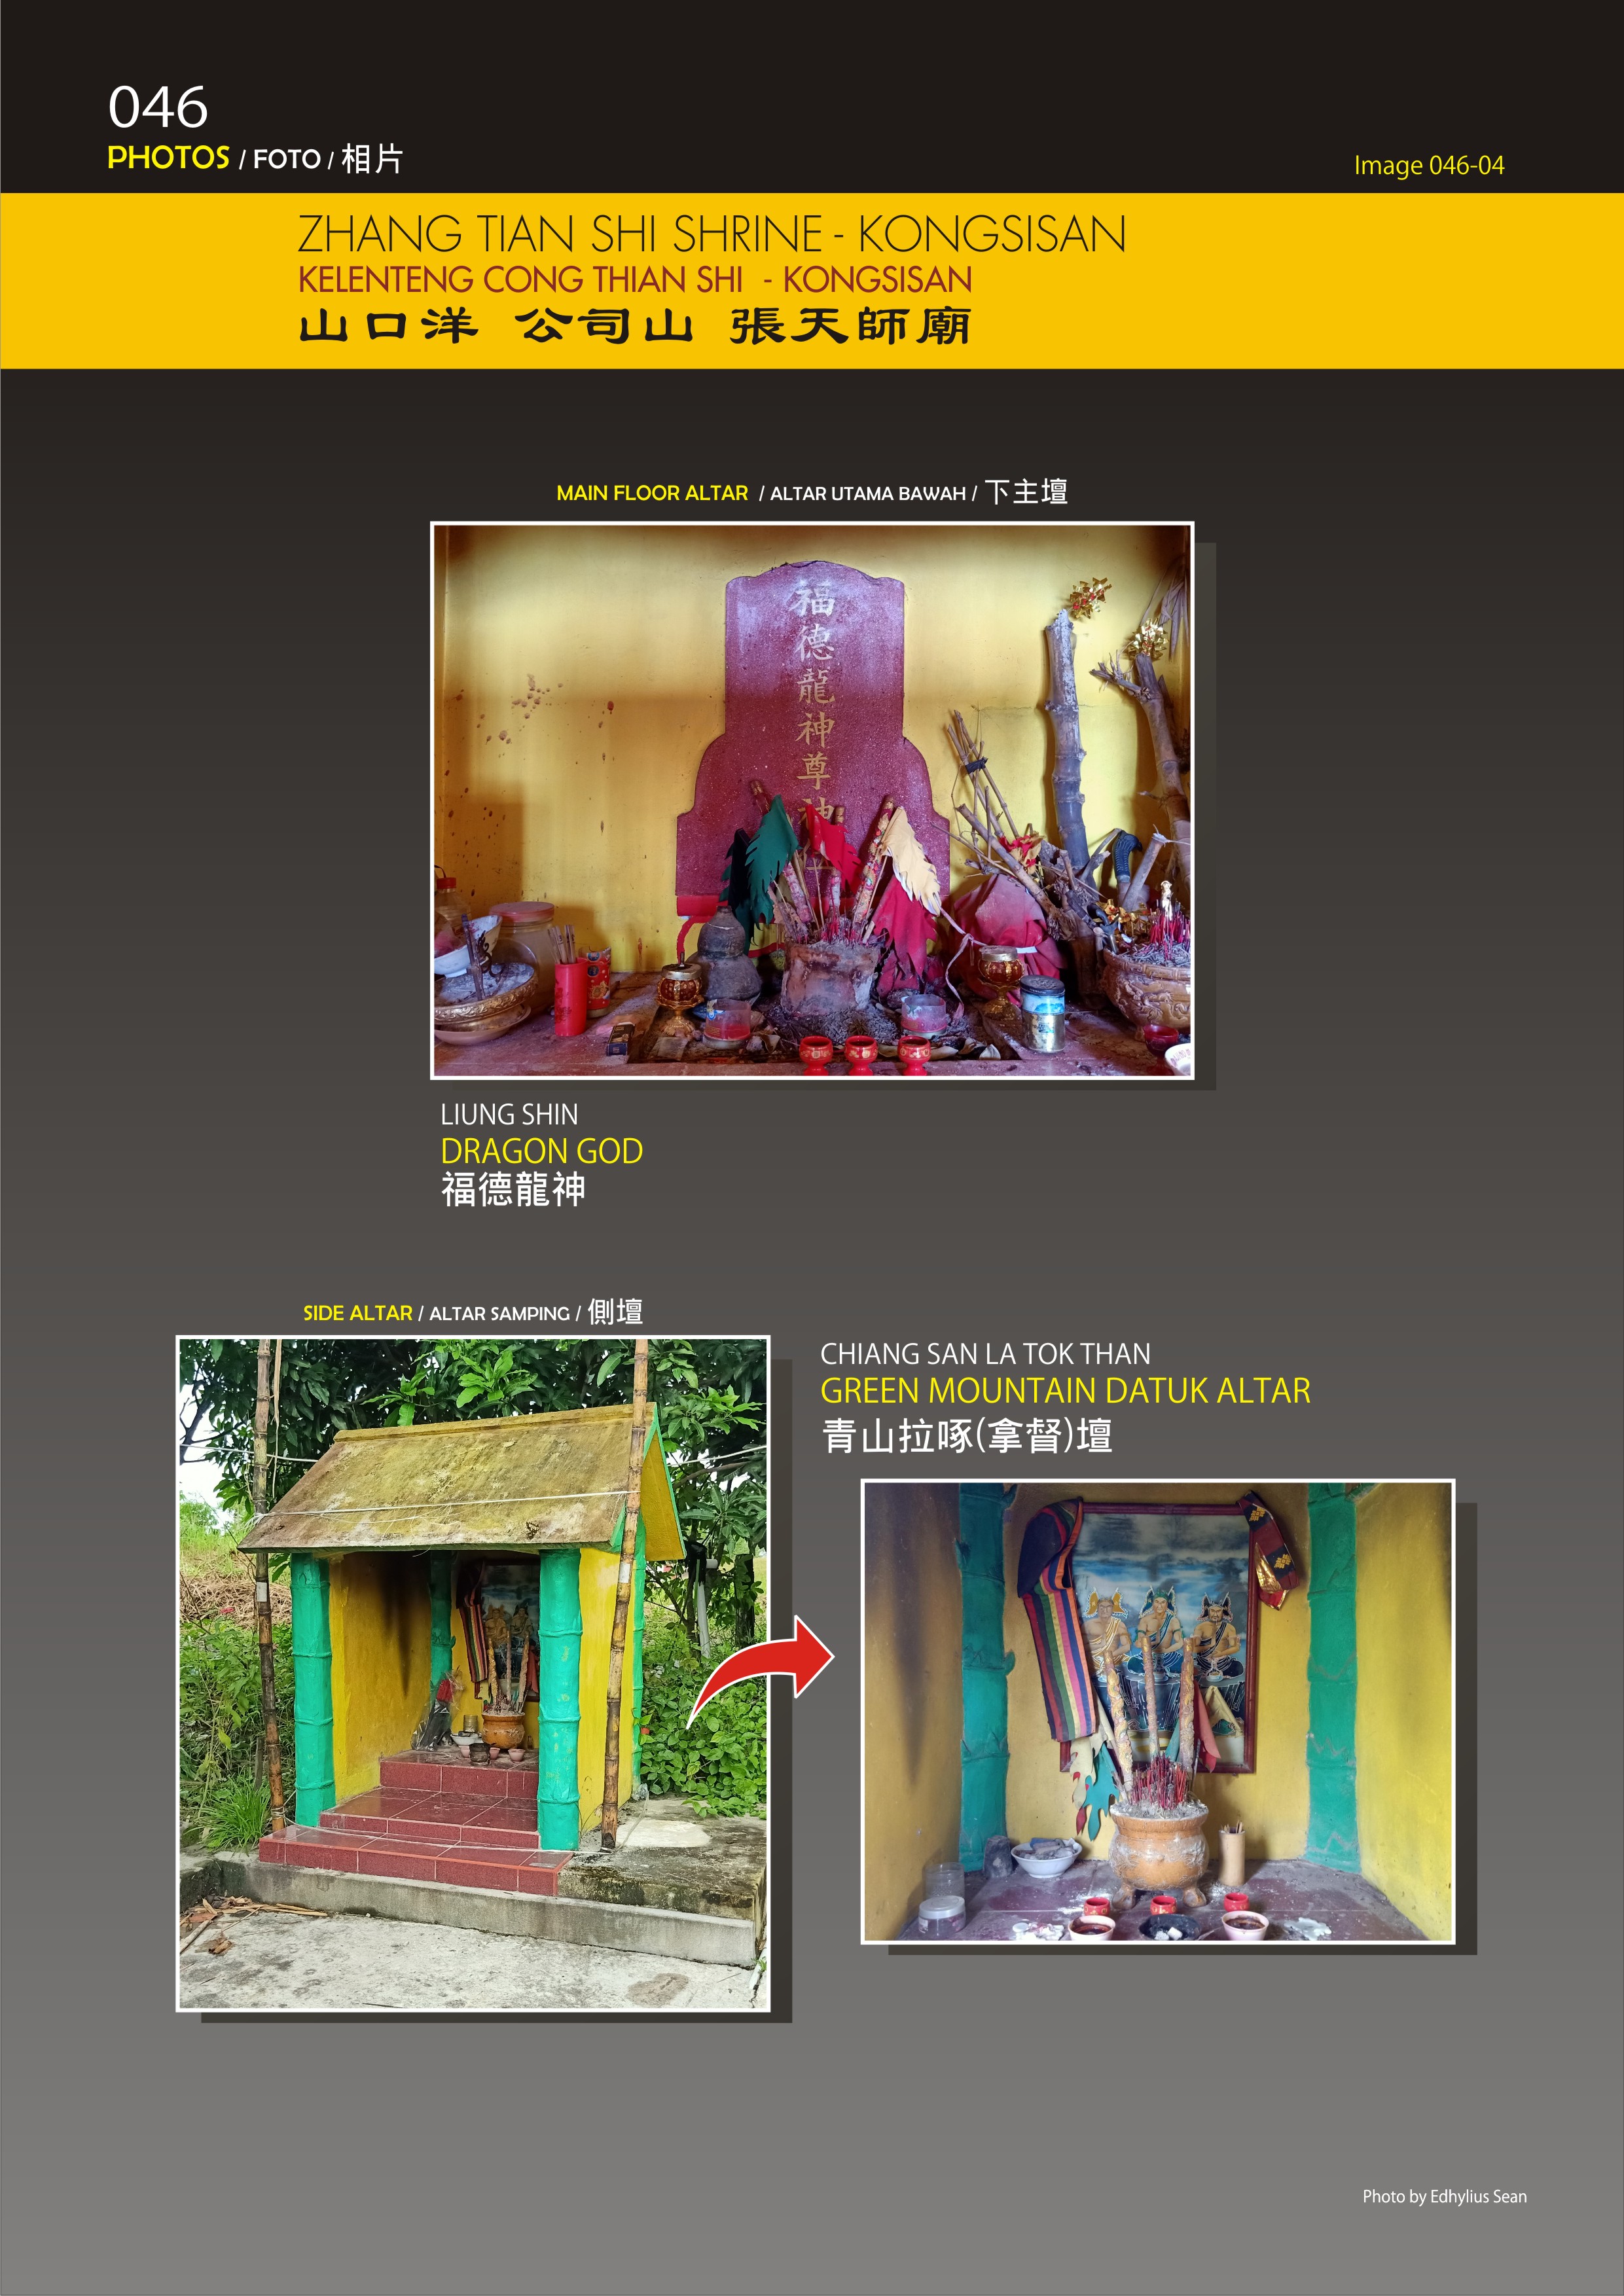 046
PHOTOS / FOTO / 相片
Image 046-04
ZHANG TIAN SHI SHRINE - KONGSISAN
KELENTENG CONG THIAN SHI - KONGSISAN
山口洋 公司山 張天師廟
MAIN FLOOR ALTAR / ALTAR UTAMA BAWAH / 下主壇
福德龍神尊神
LIUNG SHIN
DRAGON GOD
福德龍神
SIDE ALTAR / ALTAR SAMPING / 側壇
CHIANG SAN LA TOK THAN
GREEN MOUNTAIN DATUK ALTAR
青山拉啄(拿督)壇
Photo by Edhylius Sean